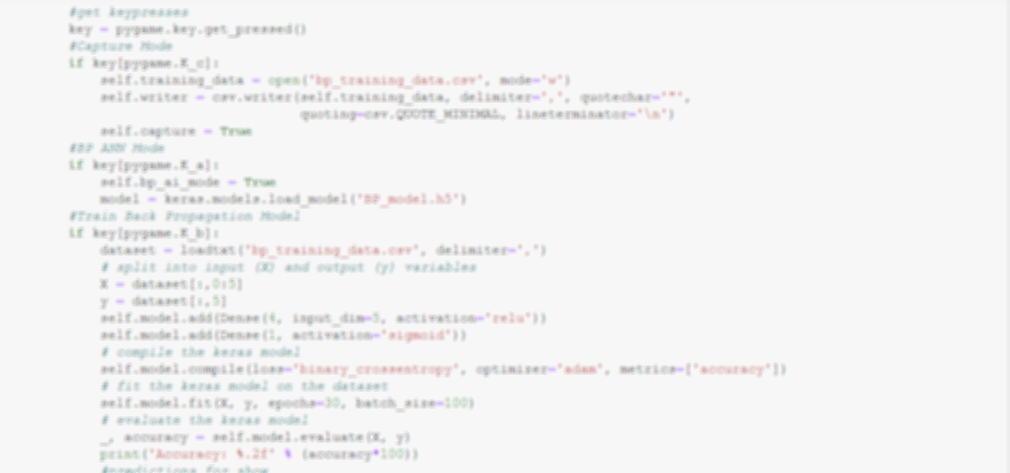 #get keypresses
key = pygame.key.get_pressed()
#Capture Mode
if key[pygame.K_c]:
    self.training_data = open('bp_training_data.csv', mode='w')
    self.writer = csv.writer(self.training_data, delimiter=',', quotechar='"',
                             quoting=csv.QUOTE_MINIMAL, lineterminator='\n')
    self.capture = True
#BP ANN Mode
if key[pygame.K_a]:
    self.bp_ai_mode = True
    model = keras.models.load_model('BP_model.h5')
#Train Back Propagation Model
if key[pygame.K_b]:
    dataset = loadtxt('bp_training_data.csv', delimiter=',')
    # split into input (X) and output (y) variables
    X = dataset[:,0:5]
    y = dataset[:,5]
    self.model.add(Dense(4, input_dim=5, activation='relu'))
    self.model.add(Dense(1, activation='sigmoid'))
    # compile the keras model
    self.model.compile(loss='binary_crossentropy', optimizer='adam', metrics=['accuracy'])
    # fit the keras model on the dataset
    self.model.fit(X, y, epochs=30, batch_size=100)
    # evaluate the keras model
    _, accuracy = self.model.evaluate(X, y)
    print('Accuracy: %.2f' % (accuracy*100))
    #predictions for show